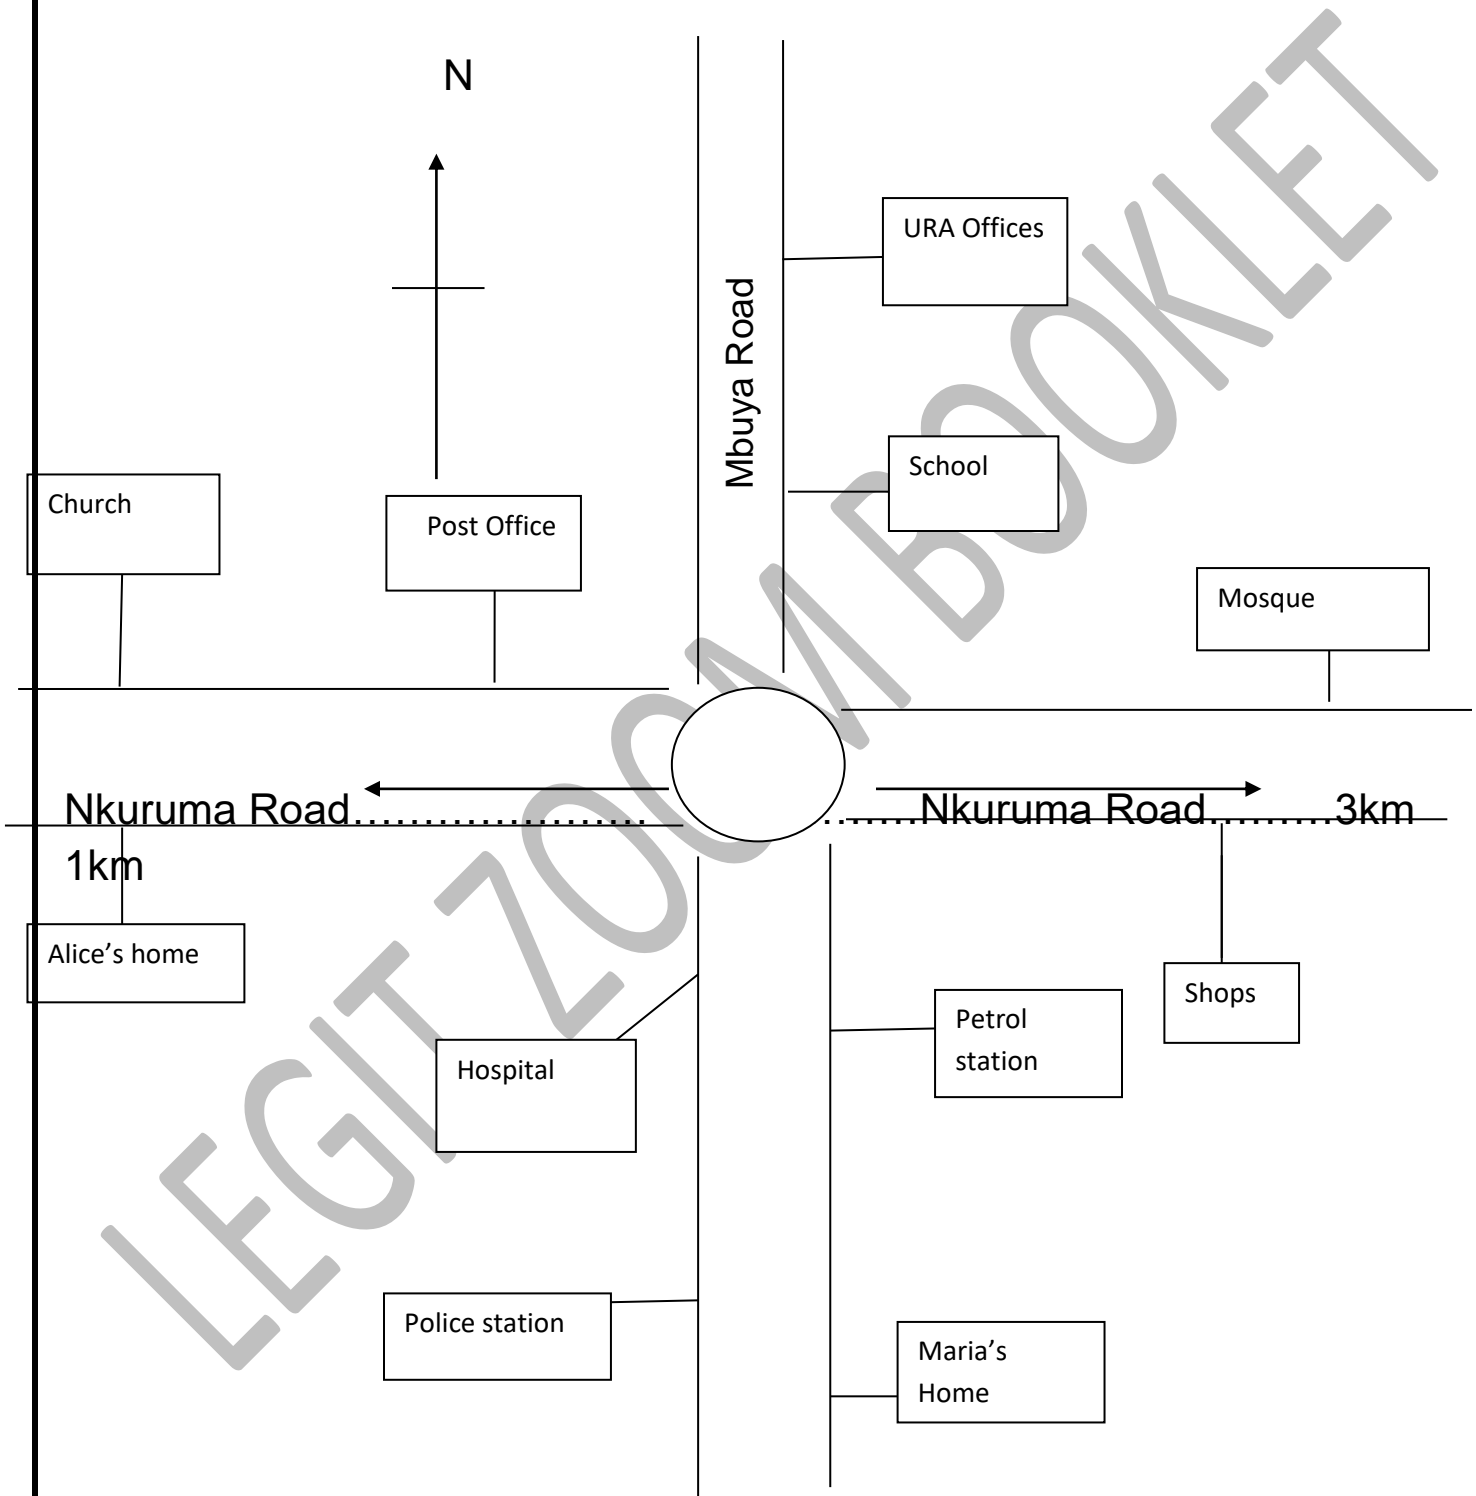 N
URA Offices
Mbuya Road
School
Church
Post Office
Mosque
Nkuruma Road...................... .......Nkuruma Road.........3km
1km
Alice’s home
Shops
Petrol
station
Hospital
Police station
Maria’s
Home
LEGIT ZOOM BOOKLET